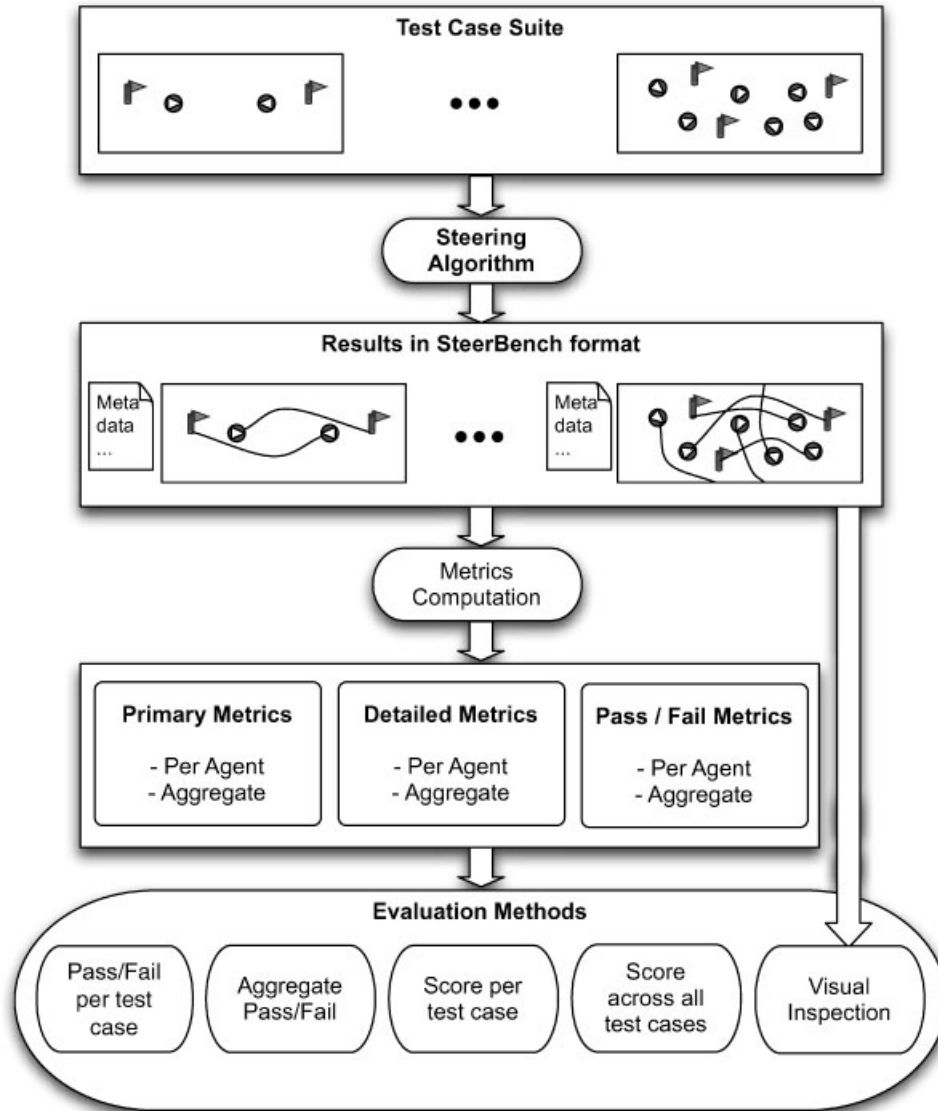 Test Case Suite
Steering
Algorithm
Results in SteerBench format
Meta
data
...
Meta
data
...
Metrics
Computation
Primary Metrics
- Per Agent
- Aggregate
Detailed Metrics
- Per Agent
- Aggregate
Pass / Fail Metrics
- Per Agent
- Aggregate
Evaluation Methods
Pass/Fail
per test
case
Aggregate
Pass/Fail
Score per
test case
Score
across all
test cases
Visual
Inspection